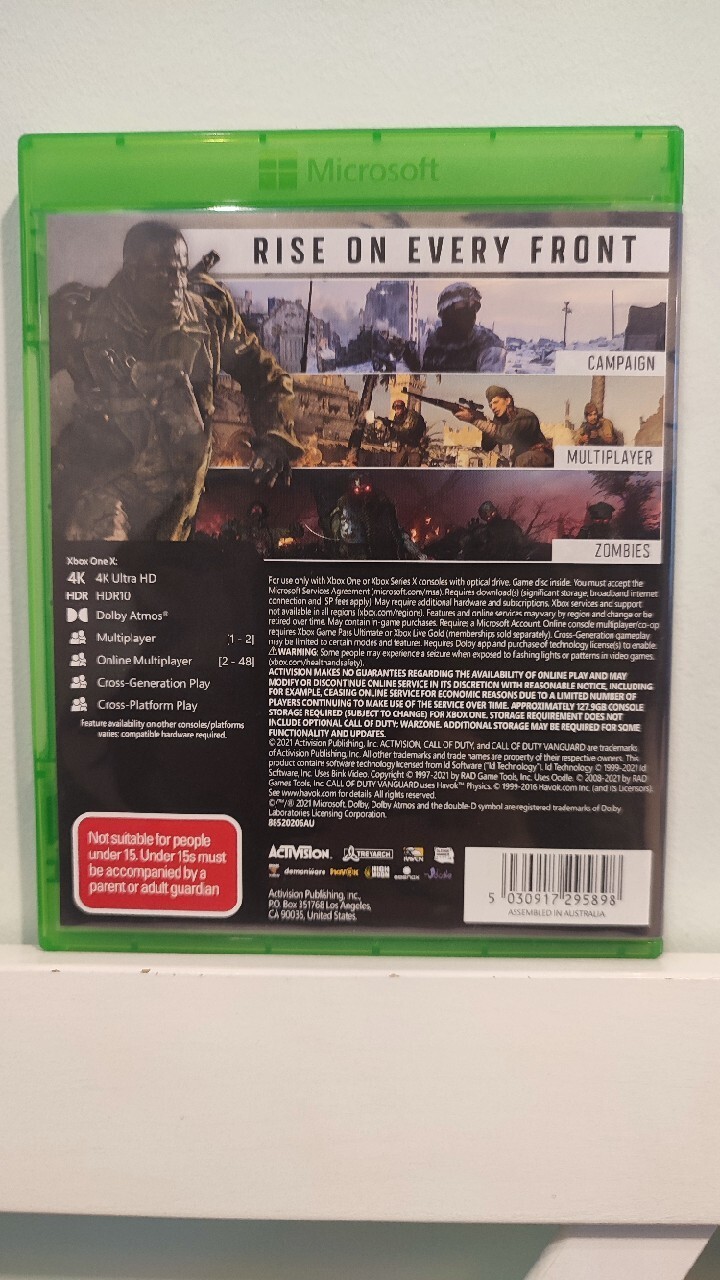 Microsoft
RISE ON EVERY FRONT
CAMPAIGN
MULTIPLAYER
ZOMBIES
Xbox One X:
4K 4K Ultra HD
HDR HDR10
Dolby Atmos®
Multiplayer [1 - 2]
Online Multiplayer [2 - 48]
Cross-Generation Play
Cross-Platform Play
Feature availability on other consoles/platforms
varies: compatible hardware required.
Not suitable for people
under 15. Under 15s must
be accompanied by a
parent or adult guardian
For use only with Xbox One or Xbox Series X consoles with optical drive. Game disc inside. You must accept the
Microsoft Services Agreement (microsoft.com/msa). Requires download(s) (significant storage, broadband internet
connection and ISP fees apply) May require additional hardware and subscriptions. Xbox services and support
not available in all regions (xbox.com/regions). Features and online services may vary by region and change or be
retired over time. May contain in-game purchases. Requires a Microsoft Account. Online console multiplayer/co-op
requires Xbox Game Pass Ultimate or Xbox Live Gold (memberships sold separately). Cross-Generation gameplay
may be limited to certain modes and features. Requires Dolby app and purchase of technology license(s) to enable.
⚠WARNING: Some people may experience a seizure when exposed to flashing lights or patterns in video games.
(xbox.com/healthandsafety).
ACTIVISION MAKES NO GUARANTEES REGARDING THE AVAILABILITY OF ONLINE PLAY AND MAY
MODIFY OR DISCONTINUE ONLINE SERVICE IN ITS DISCRETION WITH REASONABLE NOTICE, INCLUDING
FOR EXAMPLE, CEASING ONLINE SERVICE FOR ECONOMIC REASONS DUE TO A LIMITED NUMBER OF
PLAYERS CONTINUING TO MAKE USE OF THE SERVICE OVER TIME. APPROXIMATELY 127.9GB CONSOLE
STORAGE REQUIRED (SUBJECT TO CHANGE) FOR XBOX ONE. STORAGE REQUIREMENT DOES NOT
INCLUDE OPTIONAL CALL OF DUTY: WARZONE. ADDITIONAL STORAGE MAY BE REQUIRED FOR SOME
FUNCTIONALITY AND UPDATES.
© 2021 Activision Publishing, Inc. ACTIVISION, CALL OF DUTY, and CALL OF DUTY VANGUARD are trademarks
of Activision Publishing, Inc. All other trademarks and trade names are property of their respective owners. This
product contains software technology licensed from Id Software ("Id Technology"). Id Technology © 1999-2021 Id
Software, Inc. Uses Bink Video. Copyright © 1997-2021 by RAD Game Tools, Inc. Uses Oodle. © 2008-2021 by RAD
Games Tools, Inc. CALL OF DUTY VANGUARD uses Havok™ Physics. © 1999-2016 Havok.com Inc. (and its Licensors).
See www.havok.com for details. All rights reserved.
©/™/® 2021 Microsoft. Dolby, Dolby Atmos and the double-D symbol are registered trademarks of Dolby
Laboratories Licensing Corporation.
88520206AU
ACTIVISION. TREYARCH RAVEN
demonware HAVOK HIGH MOON beenox
Activision Publishing, Inc.,
P.O. Box 351768 Los Angeles,
CA 90035, United States.
5 030917 295898
ASSEMBLED IN AUSTRALIA